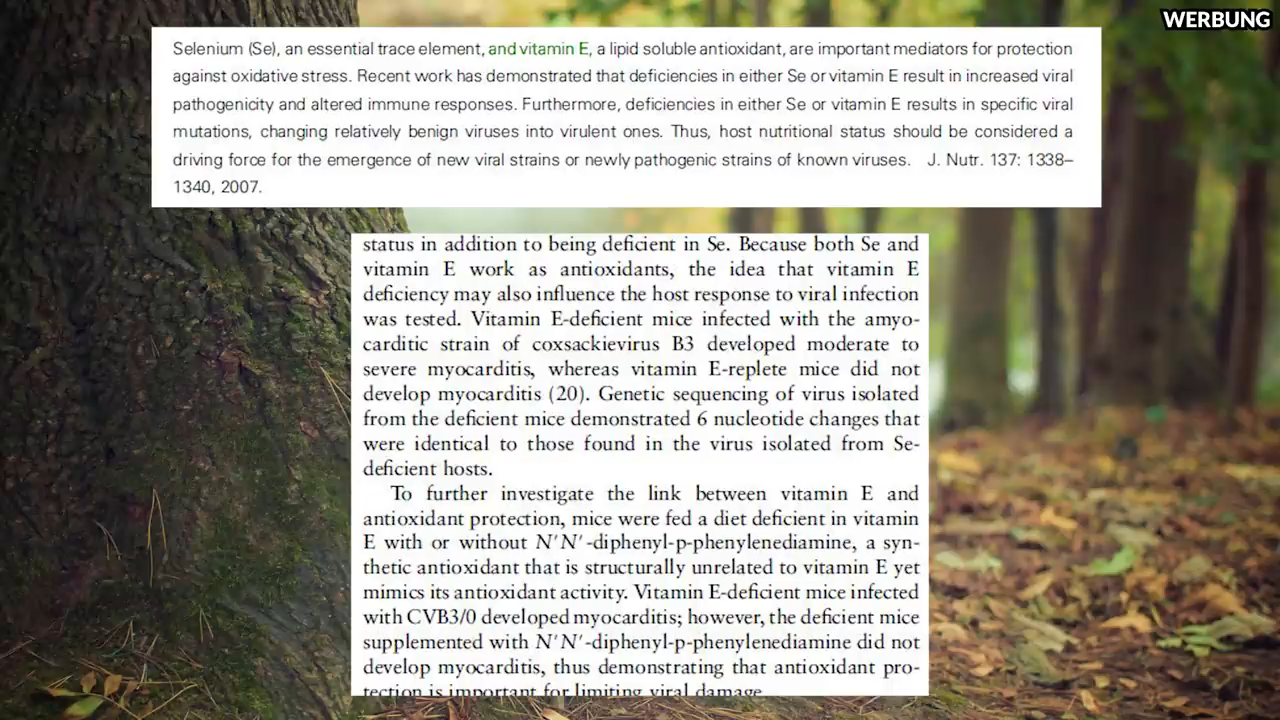 WERBUNG
Selenium (Se), an essential trace element, and vitamin E, a lipid soluble antioxidant, are important mediators for protection
against oxidative stress. Recent work has demonstrated that deficiencies in either Se or vitamin E result in increased viral
pathogenicity and altered immune responses. Furthermore, deficiencies in either Se or vitamin E results in specific viral
mutations, changing relatively benign viruses into virulent ones. Thus, host nutritional status should be considered a
driving force for the emergence of new viral strains or newly pathogenic strains of known viruses. J. Nutr. 137: 1338–
1340, 2007.
status in addition to being deficient in Se. Because both Se and
vitamin E work as antioxidants, the idea that vitamin E
deficiency may also influence the host response to viral infection
was tested. Vitamin E-deficient mice infected with the amyo-
carditic strain of coxsackievirus B3 developed moderate to
severe myocarditis, whereas vitamin E-replete mice did not
develop myocarditis (20). Genetic sequencing of virus isolated
from the deficient mice demonstrated 6 nucleotide changes that
were identical to those found in the virus isolated from Se-
deficient hosts.
To further investigate the link between vitamin E and
antioxidant protection, mice were fed a diet deficient in vitamin
E with or without N′N′-diphenyl-p-phenylenediamine, a syn-
thetic antioxidant that is structurally unrelated to vitamin E yet
mimics its antioxidant activity. Vitamin E-deficient mice infected
with CVB3/0 developed myocarditis; however, the deficient mice
supplemented with N′N′-diphenyl-p-phenylenediamine did not
develop myocarditis, thus demonstrating that antioxidant pro-
tection is important for limiting viral damage